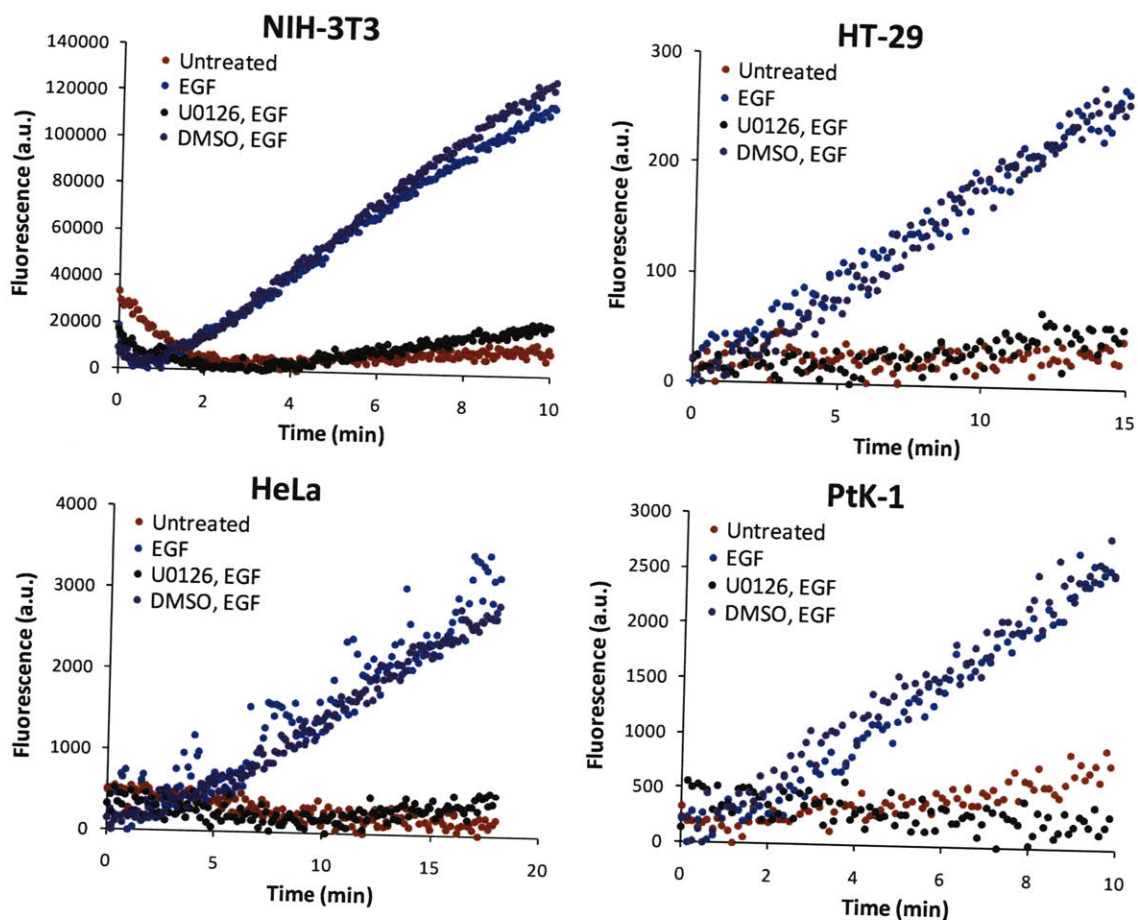 NIH-3T3
140000
120000
100000
80000
60000
40000
20000
0
Fluorescence (a.u.)
Untreated
EGF
U0126, EGF
DMSO, EGF
0 2 4 6 8 10
Time (min)
HT-29
300
200
100
0
Fluorescence (a.u.)
Untreated
EGF
U0126, EGF
DMSO, EGF
0 5 10 15
Time (min)
HeLa
4000
3000
2000
1000
0
Fluorescence (a.u.)
Untreated
EGF
U0126, EGF
DMSO, EGF
0 5 10 15 20
Time (min)
PtK-1
3000
2500
2000
1500
1000
500
0
Fluorescence (a.u.)
Untreated
EGF
U0126, EGF
DMSO, EGF
0 2 4 6 8 10
Time (min)